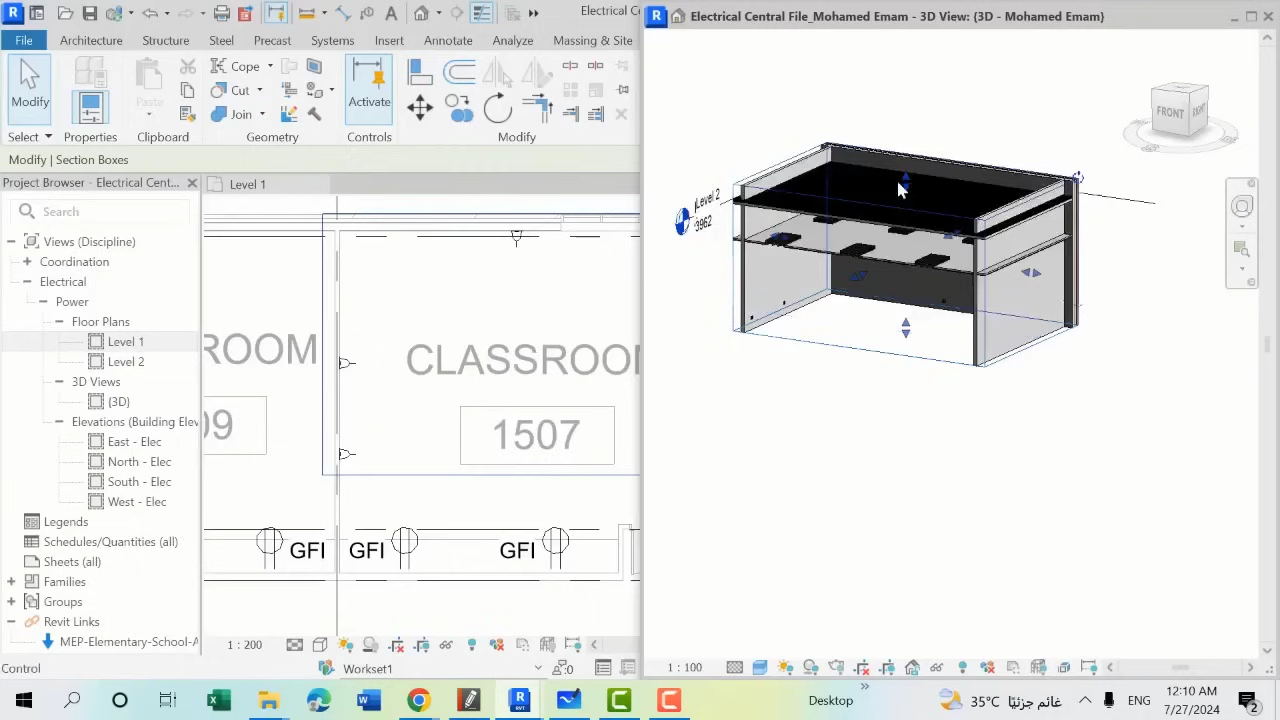 Electrical C
Electrical Central File_Mohamed Emam - 3D View: {3D - Mohamed Emam}
File Architecture Structure Steel Precast Systems Insert Annotate Analyze Massing & Site
Modify Paste Cope Cut Join Activate
Select Properties Clipboard Geometry Controls Modify
Modify | Section Boxes
Project Browser - Electrical Cent...
Level 1
Search
Views (Discipline)
Coordination
Electrical
Power
Floor Plans
Level 1
Level 2
3D Views
{3D}
Elevations (Building Elev
East - Elec
North - Elec
South - Elec
West - Elec
Legends
Schedules/Quantities (all)
Sheets (all)
Families
Groups
Revit Links
MEP-Elementary-School-A
ROOM
CLASSROOM
09
1507
GFI GFI GFI
Level 2
3962
FRONT
1 : 200
1 : 100
Control
Workset1
:0
Desktop
35°C غائم جزئيًا
ENG
12:10 AM
7/27/2024
2